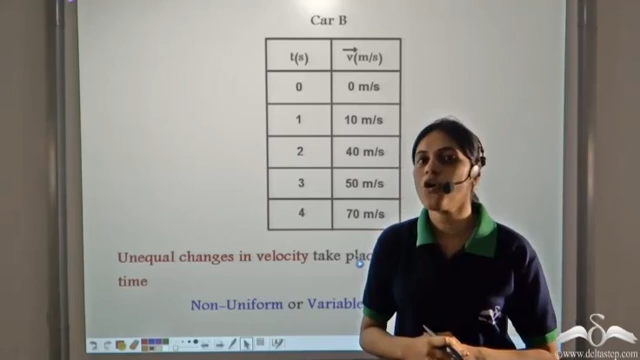 Car B
t(s) v(m/s)
0 0 m/s
1 10 m/s
2 40 m/s
3 50 m/s
4 70 m/s
Unequal changes in velocity take
time
Non-Uniform or Variable
©www.deltastep.com